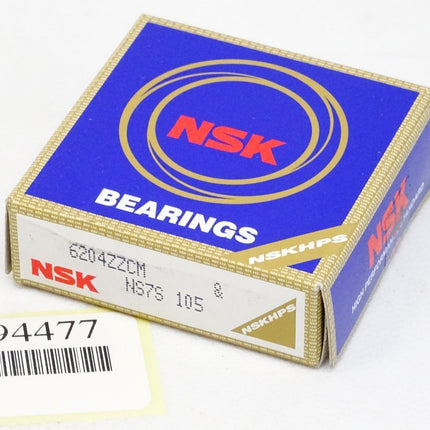 NSK
BEARINGS
NSKHPS
6204ZZCM &
NSK NS7S 105
NSKHPS
NSK
94477